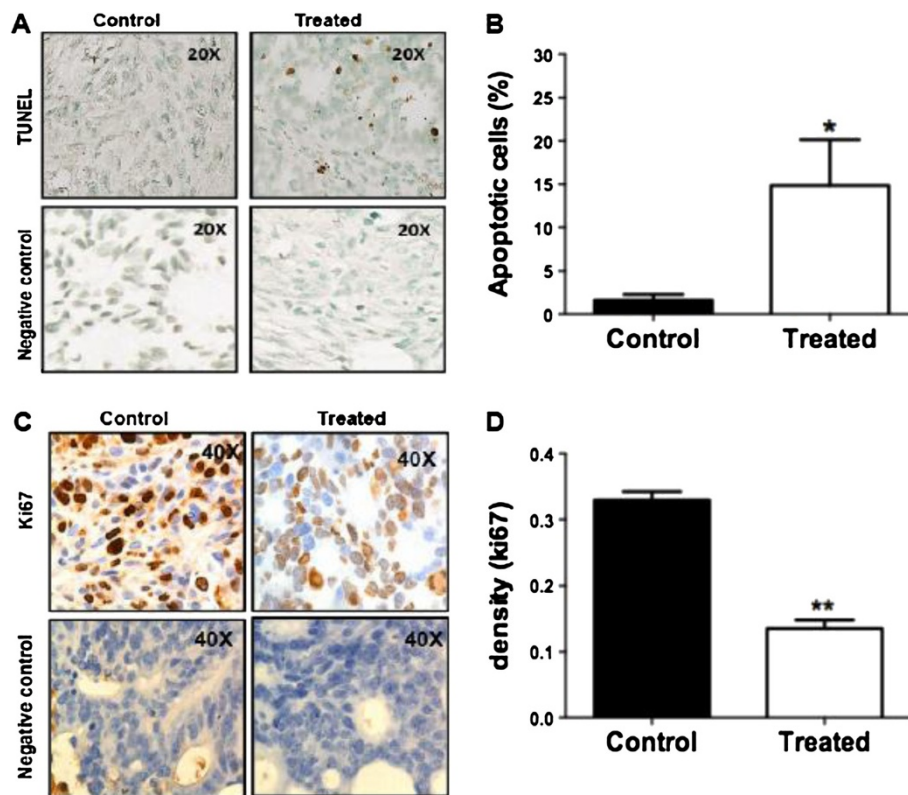 A
Control
Treated
TUNEL
20X
20X
Negative control
20X
20X
B
Apoptotic cells (%)
30
25
20
15
10
5
0
*
Control
Treated
C
Control
Treated
Ki67
40X
40X
Negative control
40X
40X
D
density (ki67)
0.4
0.3
0.2
0.1
0.0
**
Control
Treated